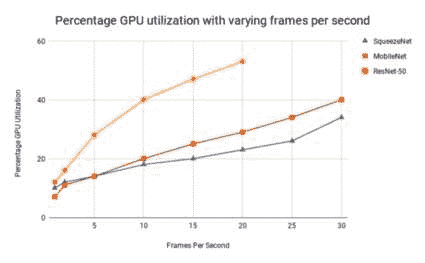 Percentage GPU utilization with varying frames per second
SqueezeNet
MobileNet
ResNet-50
Percentage GPU Utilization
60
40
20
0
5
10
15
20
25
30
Frames Per Second